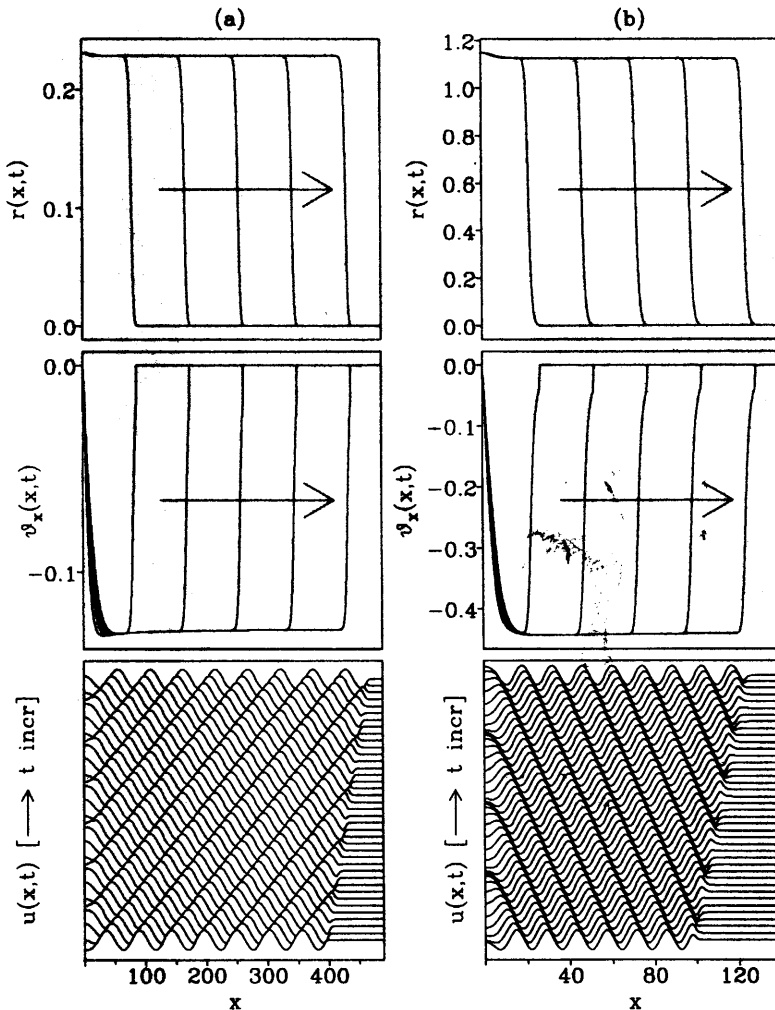 (a)
(b)
r(x,t)
0.2
0.1
0.0
r(x,t)
1.2
1.0
0.8
0.6
0.4
0.2
0.0
ϑx(x,t)
0.0
−0.1
ϑx(x,t)
0.0
−0.1
−0.2
−0.3
−0.4
u(x,t) [⟶ t incr]
100 200 300 400
x
u(x,t) [⟶ t incr]
40 80 120
x